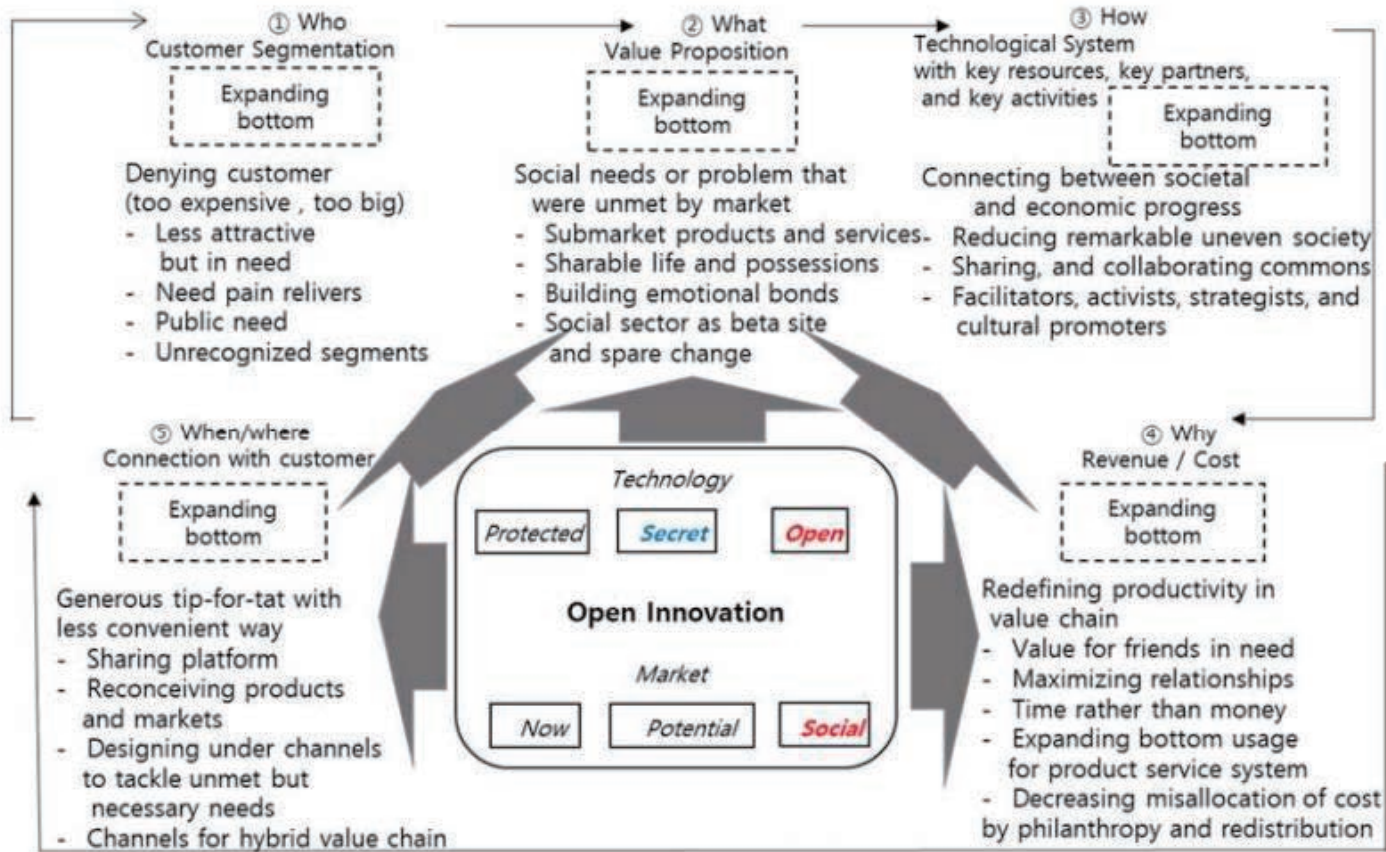 ① Who
Customer Segmentation
Expanding
bottom
Denying customer
(too expensive , too big)
- Less attractive
but in need
- Need pain relivers
- Public need
- Unrecognized segments
② What
Value Proposition
Expanding
bottom
Social needs or problem that
were unmet by market
- Submarket products and services
- Sharable life and possessions
- Building emotional bonds
- Social sector as beta site
and spare change
③ How
Technological System
with key resources, key partners,
and key activities
Expanding
bottom
Connecting between societal
and economic progress
- Reducing remarkable uneven society
- Sharing, and collaborating commons
- Facilitators, activists, strategists, and
cultural promoters
⑤ When/where
Connection with customer
Expanding
bottom
Generous tip-for-tat with
less convenient way
- Sharing platform
- Reconceiving products
and markets
- Designing under channels
to tackle unmet but
necessary needs
- Channels for hybrid value chain
Technology
Protected Secret Open
Open Innovation
Market
Now Potential Social
④ Why
Revenue / Cost
Expanding
bottom
Redefining productivity in
value chain
- Value for friends in need
- Maximizing relationships
- Time rather than money
- Expanding bottom usage
for product service system
- Decreasing misallocation of cost
by philanthropy and redistribution